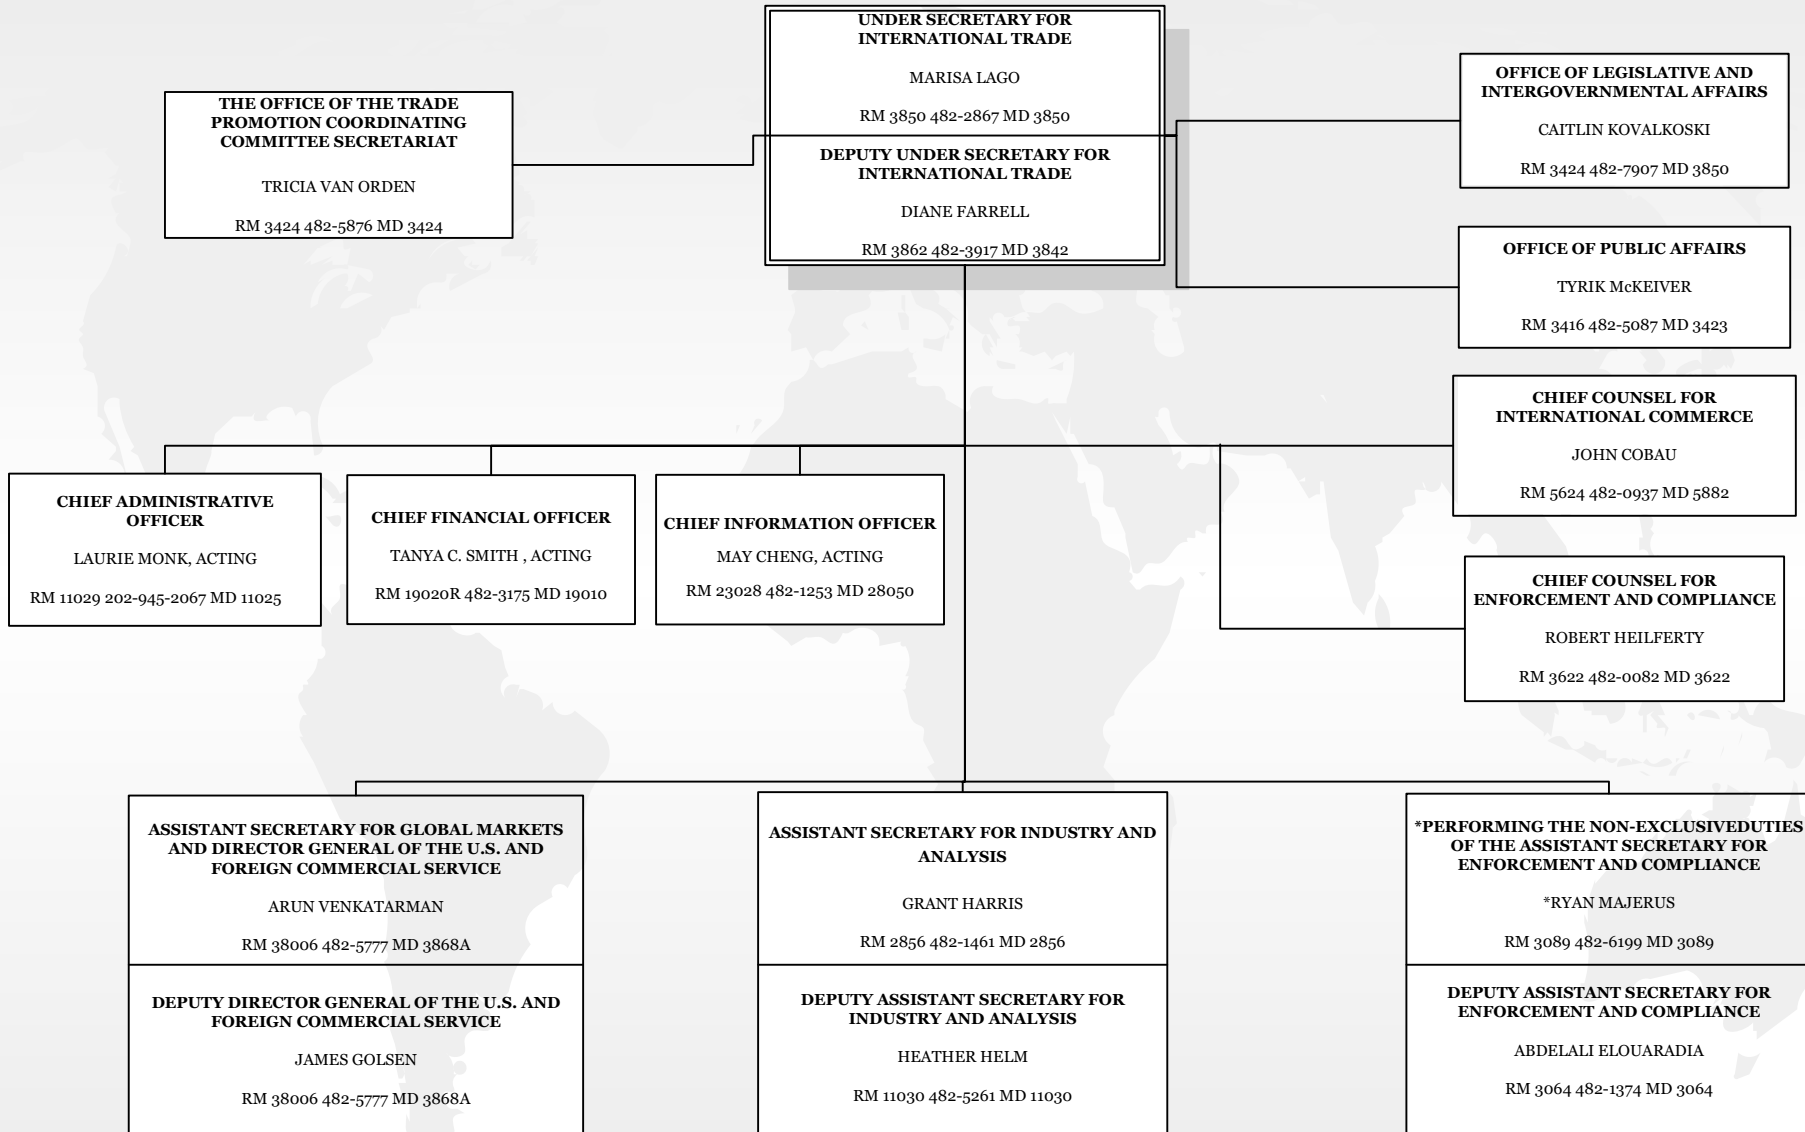 UNDER SECRETARY FOR
INTERNATIONAL TRADE
MARISA LAGO
RM 3850 482-2867 MD 3850
DEPUTY UNDER SECRETARY FOR
INTERNATIONAL TRADE
DIANE FARRELL
RM 3862 482-3917 MD 3842
THE OFFICE OF THE TRADE
PROMOTION COORDINATING
COMMITTEE SECRETARIAT
TRICIA VAN ORDEN
RM 3424 482-5876 MD 3424
OFFICE OF LEGISLATIVE AND
INTERGOVERNMENTAL AFFAIRS
CAITLIN KOVALKOSKI
RM 3424 482-7907 MD 3850
OFFICE OF PUBLIC AFFAIRS
TYRIK McKEIVER
RM 3416 482-5087 MD 3423
CHIEF COUNSEL FOR
INTERNATIONAL COMMERCE
JOHN COBAU
RM 5624 482-0937 MD 5882
CHIEF COUNSEL FOR
ENFORCEMENT AND COMPLIANCE
ROBERT HEILFERTY
RM 3622 482-0082 MD 3622
CHIEF ADMINISTRATIVE
OFFICER
LAURIE MONK, ACTING
RM 11029 202-945-2067 MD 11025
CHIEF FINANCIAL OFFICER
TANYA C. SMITH , ACTING
RM 19020R 482-3175 MD 19010
CHIEF INFORMATION OFFICER
MAY CHENG, ACTING
RM 23028 482-1253 MD 28050
ASSISTANT SECRETARY FOR GLOBAL MARKETS
AND DIRECTOR GENERAL OF THE U.S. AND
FOREIGN COMMERCIAL SERVICE
ARUN VENKATARMAN
RM 38006 482-5777 MD 3868A
DEPUTY DIRECTOR GENERAL OF THE U.S. AND
FOREIGN COMMERCIAL SERVICE
JAMES GOLSEN
RM 38006 482-5777 MD 3868A
ASSISTANT SECRETARY FOR INDUSTRY AND
ANALYSIS
GRANT HARRIS
RM 2856 482-1461 MD 2856
DEPUTY ASSISTANT SECRETARY FOR
INDUSTRY AND ANALYSIS
HEATHER HELM
RM 11030 482-5261 MD 11030
*PERFORMING THE NON-EXCLUSIVEDUTIES
OF THE ASSISTANT SECRETARY FOR
ENFORCEMENT AND COMPLIANCE
*RYAN MAJERUS
RM 3089 482-6199 MD 3089
DEPUTY ASSISTANT SECRETARY FOR
ENFORCEMENT AND COMPLIANCE
ABDELALI ELOUARADIA
RM 3064 482-1374 MD 3064